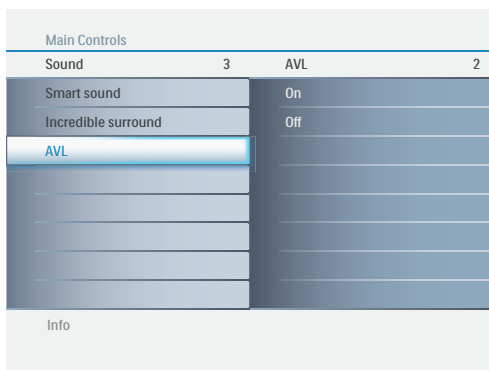 Main Controls
Sound 3 AVL 2
Smart sound On
Incredible surround Off
AVL
Info